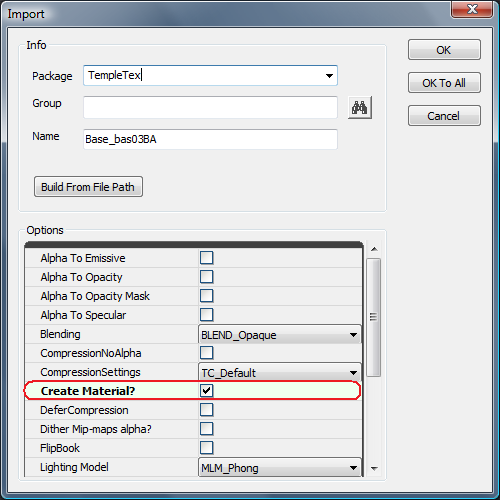 Import
Info
Package TempleTex
Group
Name Base_bas03BA
Build From File Path
OK
OK To All
Cancel
Options
Alpha To Emissive
Alpha To Opacity
Alpha To Opacity Mask
Alpha To Specular
Blending BLEND_Opaque
CompressionNoAlpha
CompressionSettings TC_Default
Create Material?
DeferCompression
Dither Mip-maps alpha?
FlipBook
Lighting Model MLM_Phong